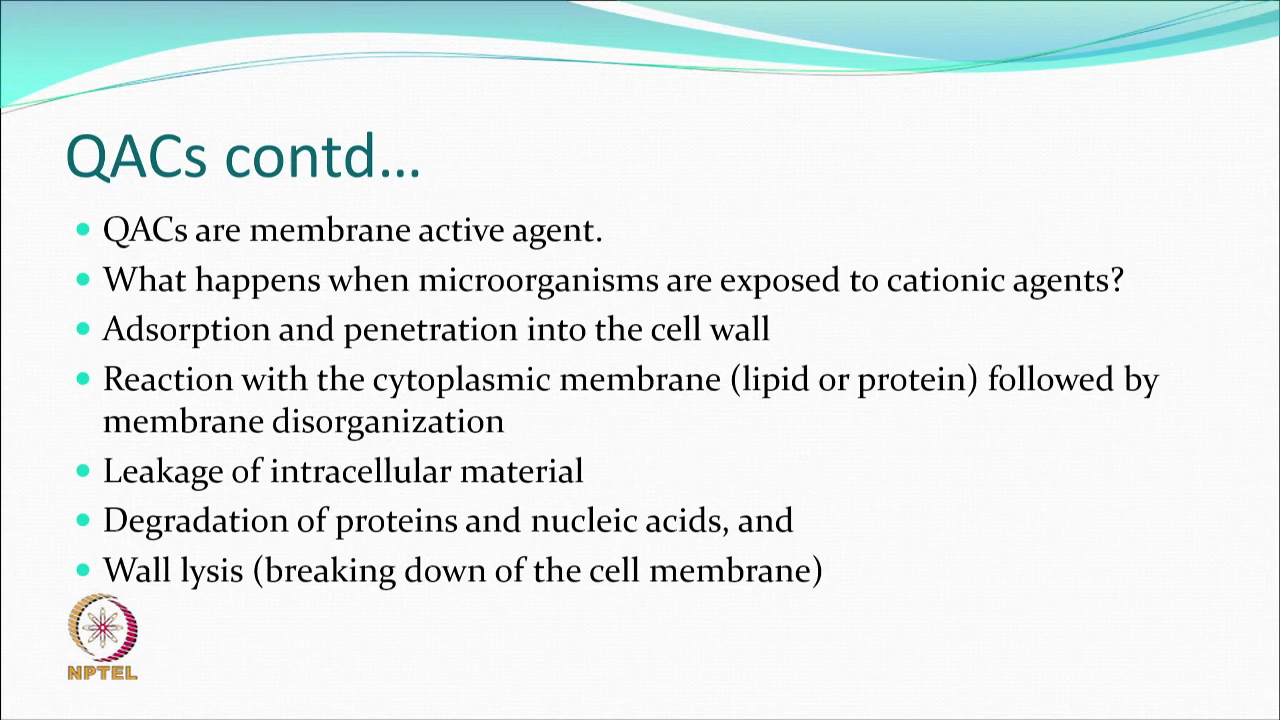 QACs contd...
• QACs are membrane active agent.
• What happens when microorganisms are exposed to cationic agents?
• Adsorption and penetration into the cell wall
• Reaction with the cytoplasmic membrane (lipid or protein) followed by
membrane disorganization
• Leakage of intracellular material
• Degradation of proteins and nucleic acids, and
• Wall lysis (breaking down of the cell membrane)
NPTEL